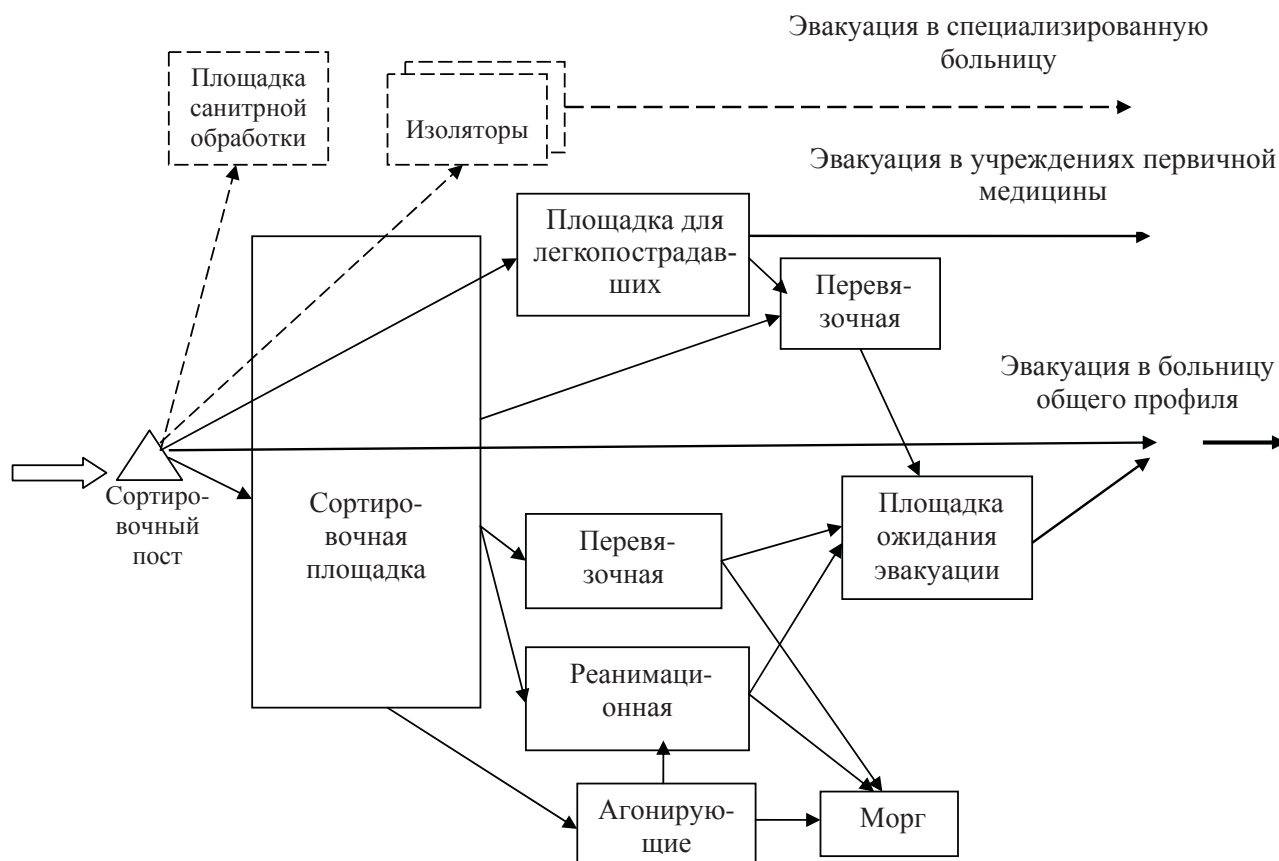 Эвакуация в специализированную
больницу
Площадка
санитрной
обработки
Изоляторы
Эвакуация в учреждениях первичной
медицины
Площадка для
легкопострадав-
ших
Перевя-
зочная
Эвакуация в больницу
общего профиля
Сортиро-
вочный
пост
Сортиро-
вочная
площадка
Перевя-
зочная
Площадка
ожидания
эвакуации
Реанимаци-
онная
Агонирую-
щие
Морг